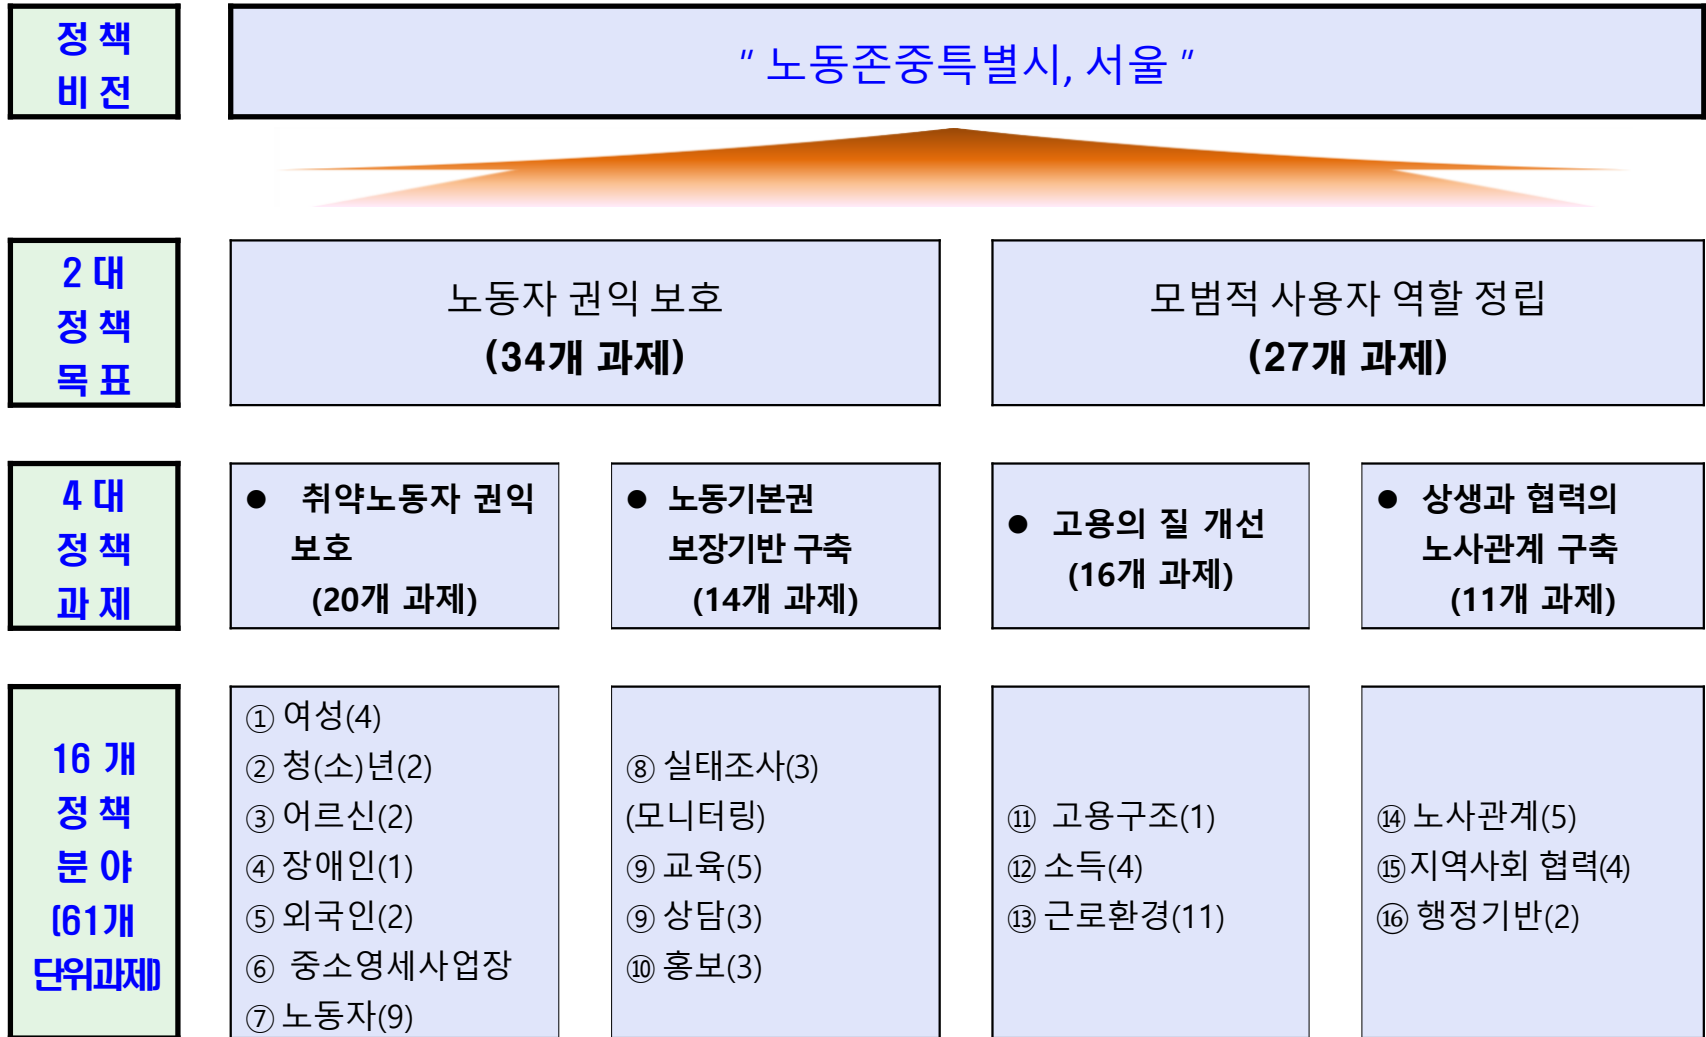 정 책
비 전
" 노동존중특별시, 서울 "
2 대
정 책
목 표
노동자 권익 보호
(34개 과제)
모범적 사용자 역할 정립
(27개 과제)
4 대
정 책
과 제
● 취약노동자 권익
보호
(20개 과제)
● 노동기본권
보장기반 구축
(14개 과제)
● 고용의 질 개선
(16개 과제)
● 상생과 협력의
노사관계 구축
(11개 과제)
16 개
정 책
분 야
(61개
단위과제)
① 여성(4)
② 청(소)년(2)
③ 어르신(2)
④ 장애인(1)
⑤ 외국인(2)
⑥ 중소영세사업장
⑦ 노동자(9)
⑧ 실태조사(3)
(모니터링)
⑨ 교육(5)
⑨ 상담(3)
⑩ 홍보(3)
⑪ 고용구조(1)
⑫ 소득(4)
⑬ 근로환경(11)
⑭ 노사관계(5)
⑮ 지역사회 협력(4)
⑯ 행정기반(2)